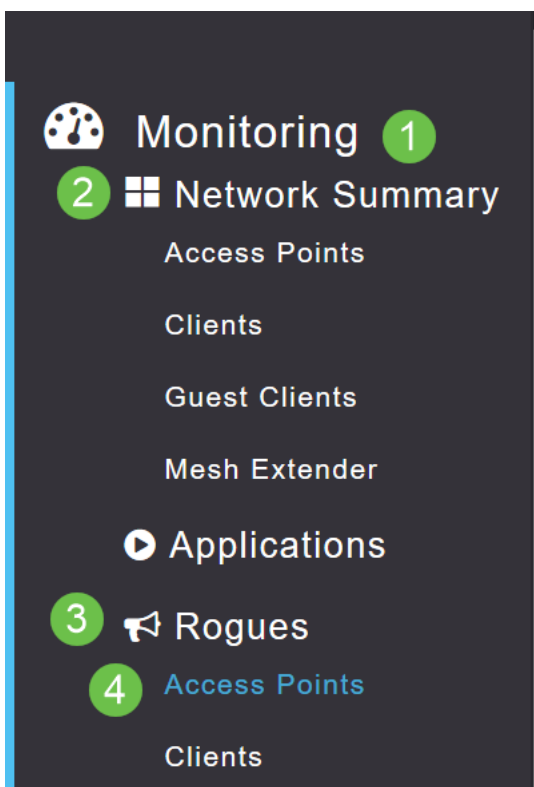 Monitoring 1
2 Network Summary
Access Points
Clients
Guest Clients
Mesh Extender
Applications
3 Rogues
4 Access Points
Clients